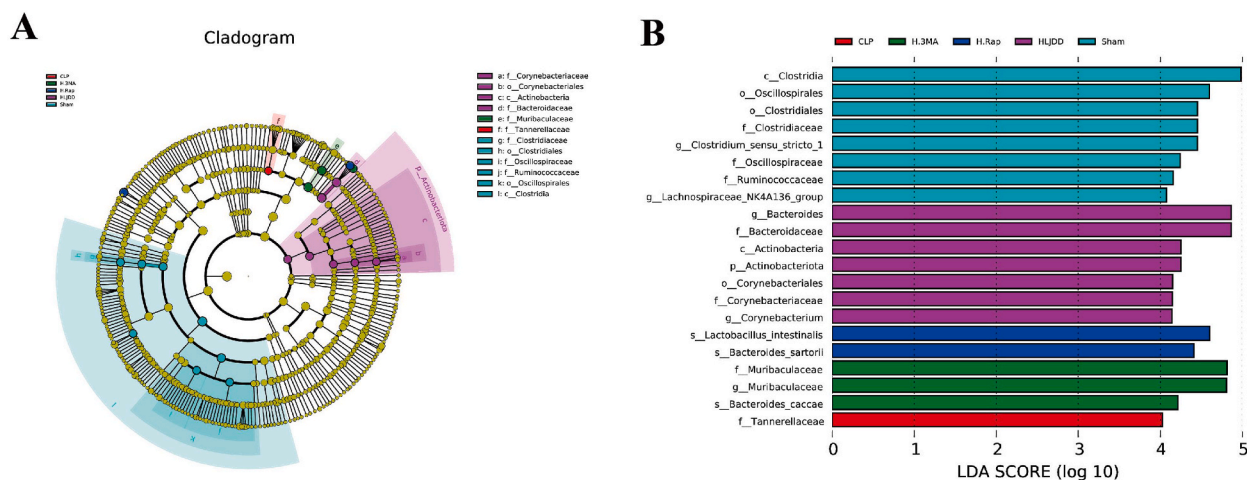 A
Cladogram
CLP
H.3MA
H.Rap
HLJDD
Sham
a: f__Corynebacteriaceae
b: o__Corynebacteriales
c: c__Actinobacteria
d: f__Bacteroidaceae
e: f__Muribaculaceae
f: f__Tannerellaceae
g: f__Clostridiaceae
h: o__Clostridiales
i: f__Oscillospiraceae
j: f__Ruminococcaceae
k: o__Oscillospirales
l: c__Clostridia
f
e
d
p__Actinobacteriota
c
b
h
l
k
B
CLP
H.3MA
H.Rap
HLJDD
Sham
c__Clostridia
o__Oscillospirales
o__Clostridiales
f__Clostridiaceae
g__Clostridium_sensu_stricto_1
f__Oscillospiraceae
f__Ruminococcaceae
g__Lachnospiraceae_NK4A136_group
g__Bacteroides
f__Bacteroidaceae
c__Actinobacteria
p__Actinobacteriota
o__Corynebacteriales
f__Corynebacteriaceae
g__Corynebacterium
s__Lactobacillus_intestinalis
s__Bacteroides_sartorii
f__Muribaculaceae
g__Muribaculaceae
s__Bacteroides_caccae
f__Tannerellaceae
0 1 2 3 4 5
LDA SCORE (log 10)